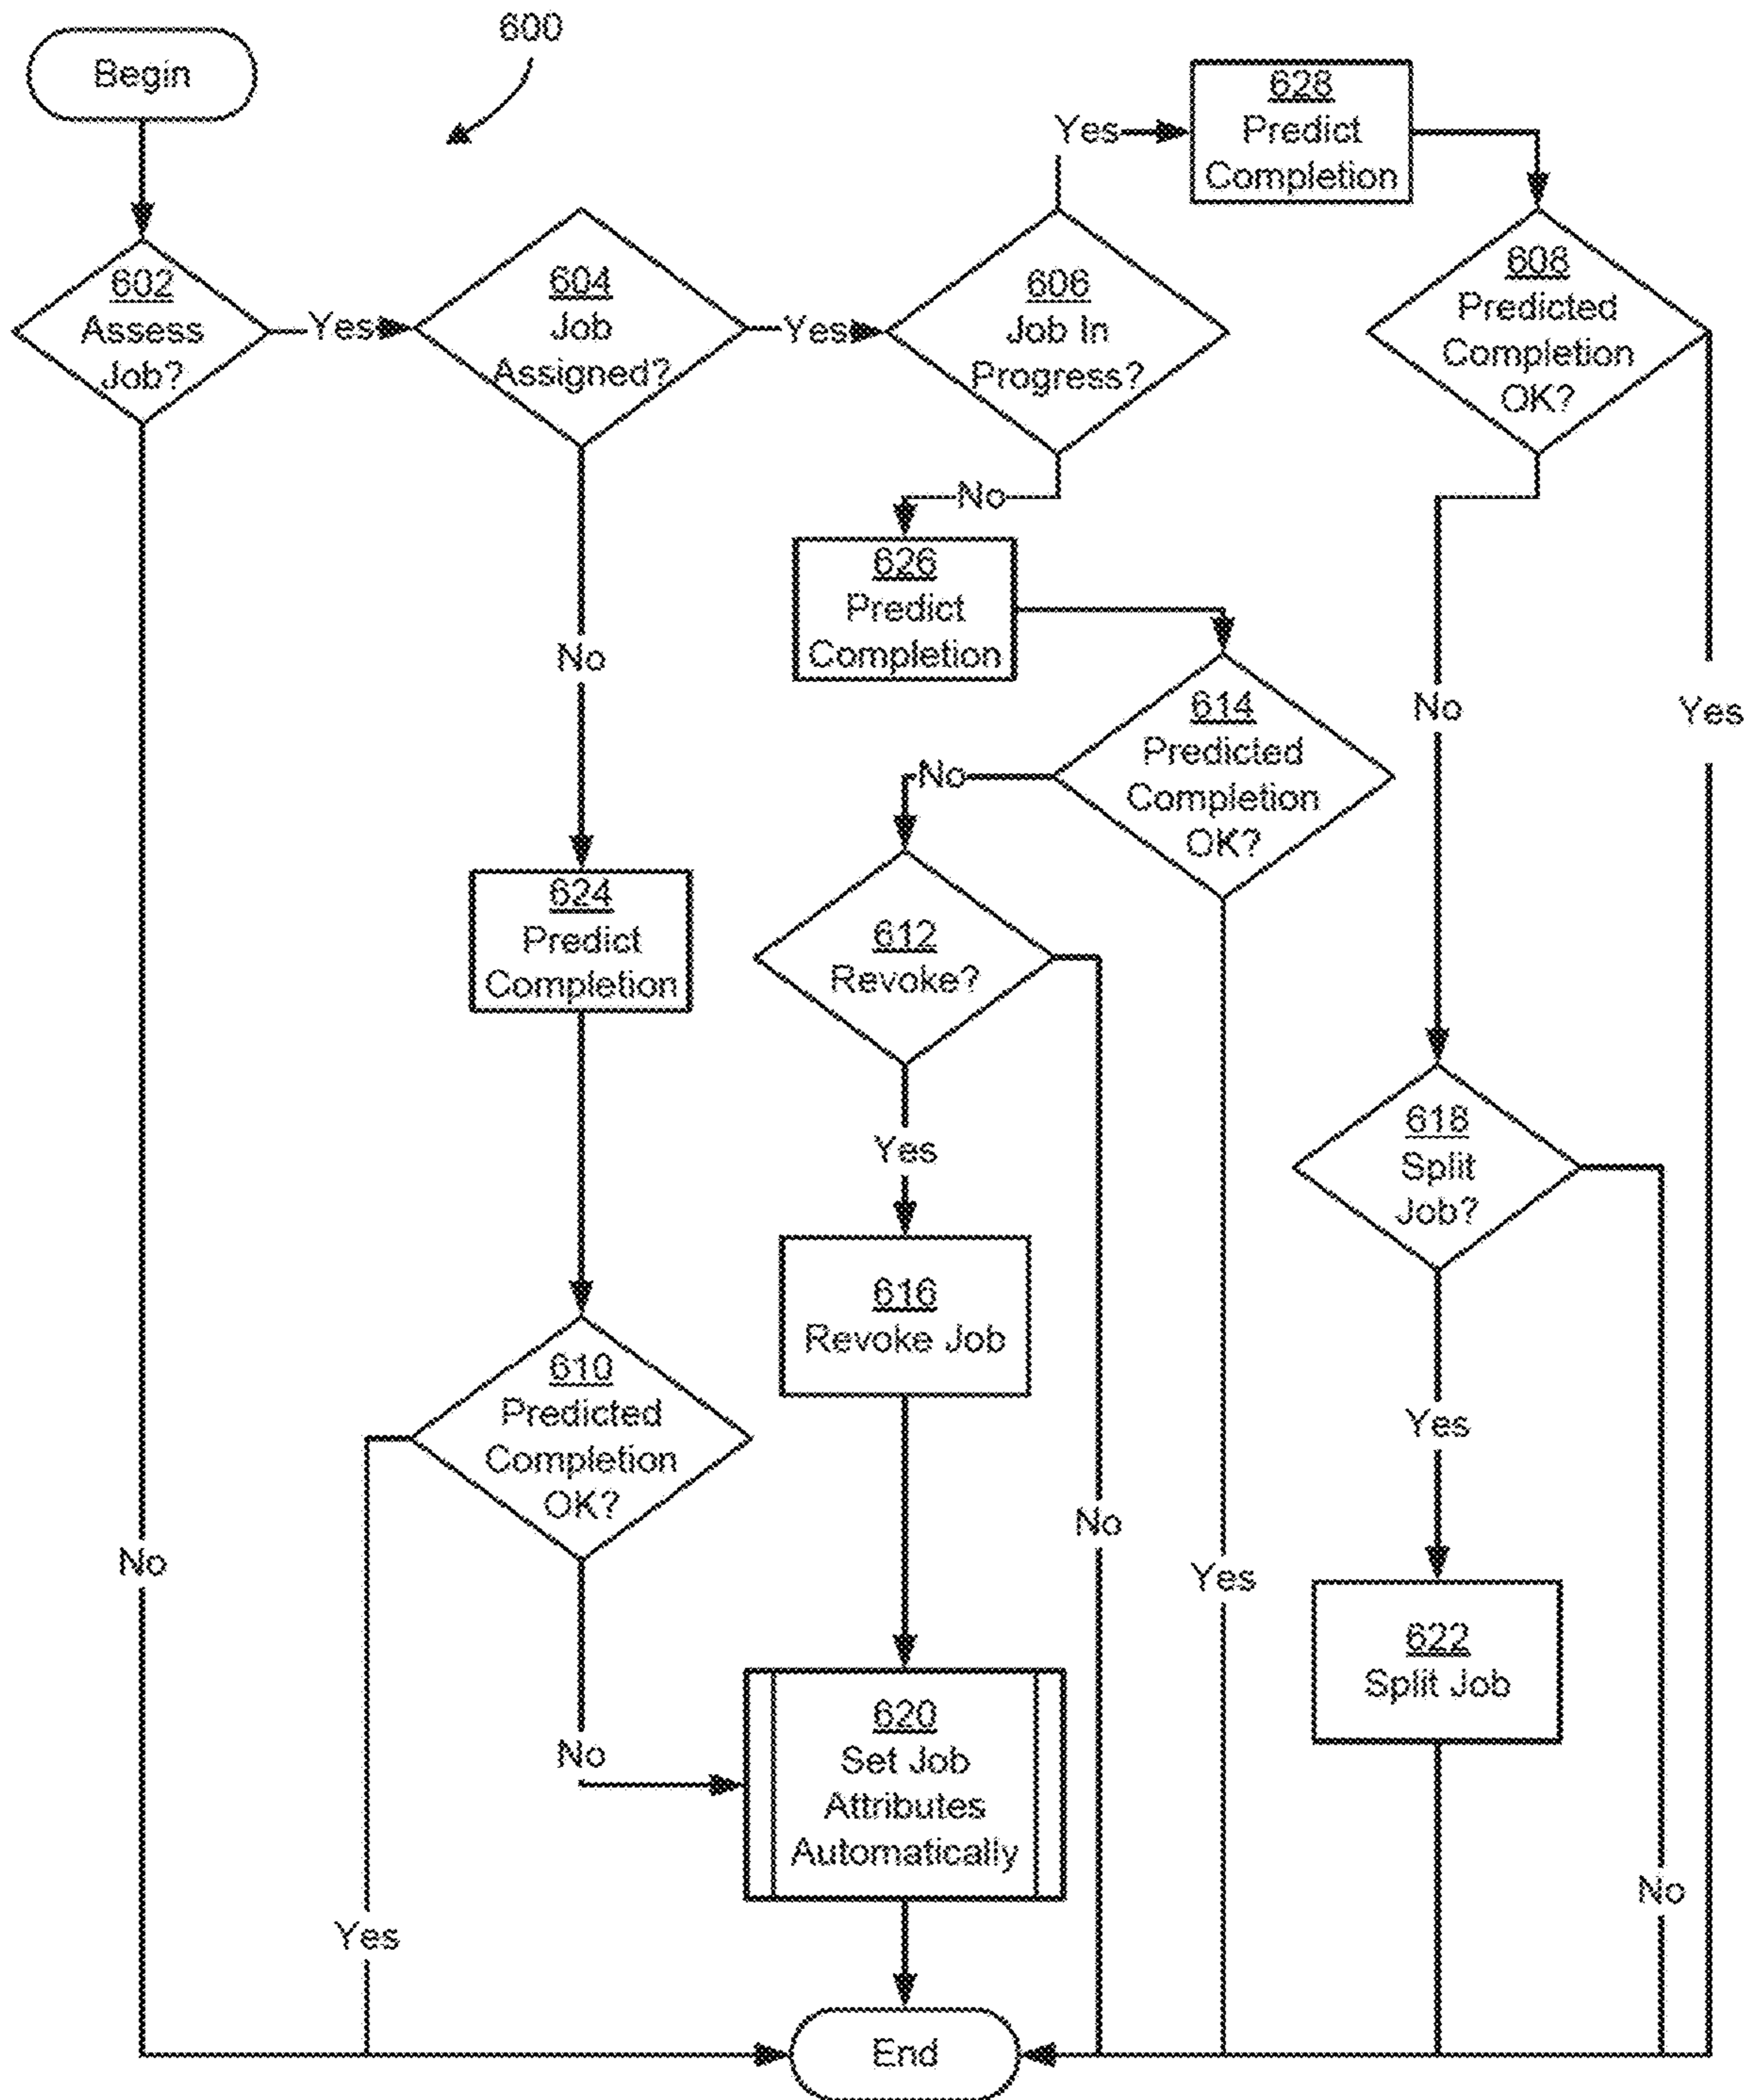 600
Begin
628
Predict
Completion
Yes
602
Assess
Job?
Yes
604
Job
Assigned?
Yes
606
Job In
Progress?
608
Predicted
Completion
OK?
No
626
Predict
Completion
No
614
Predicted
Completion
OK?
No
Yes
No
624
Predict
Completion
612
Revoke?
618
Split
Job?
Yes
616
Revoke Job
610
Predicted
Completion
OK?
Yes
No
No
Yes
622
Split Job
620
Set Job
Attributes
Automatically
No
No
Yes
End